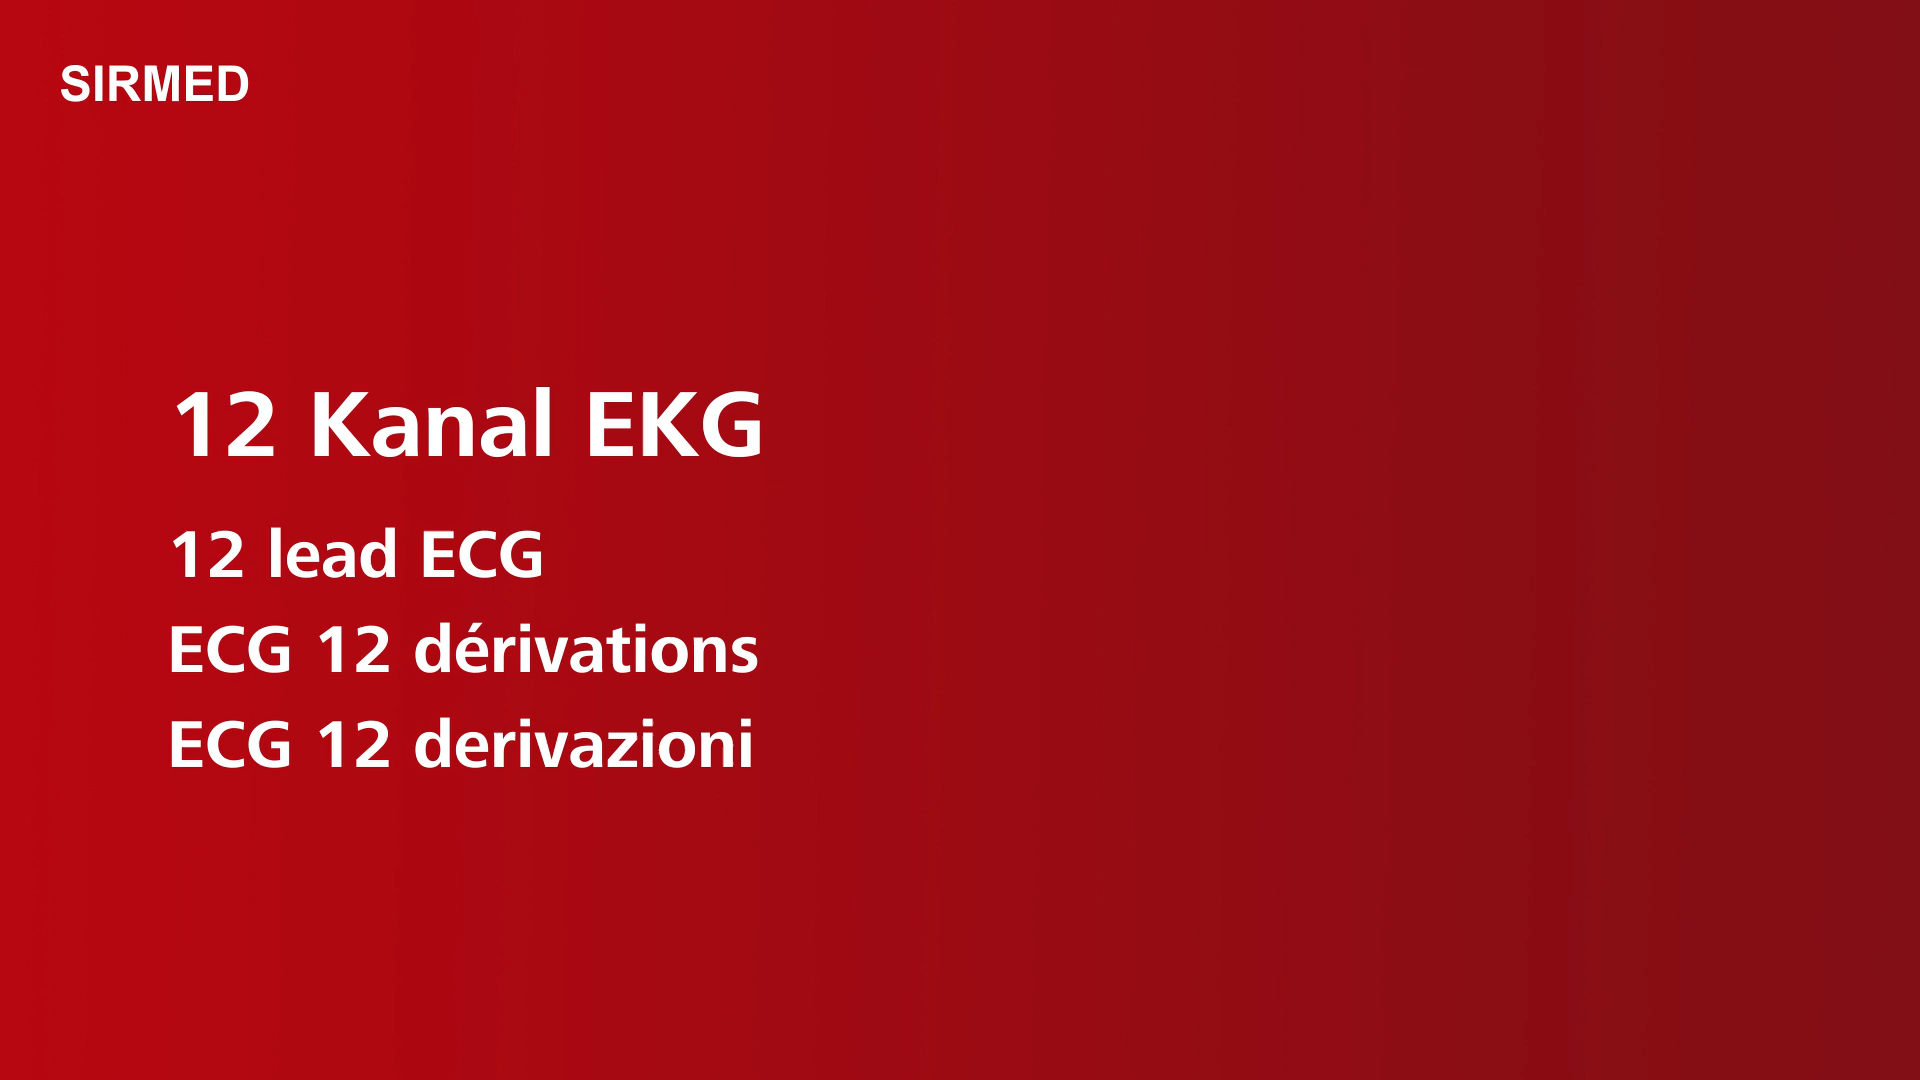 SIRMED
12 Kanal EKG
12 lead ECG
ECG 12 dérivations
ECG 12 derivazioni